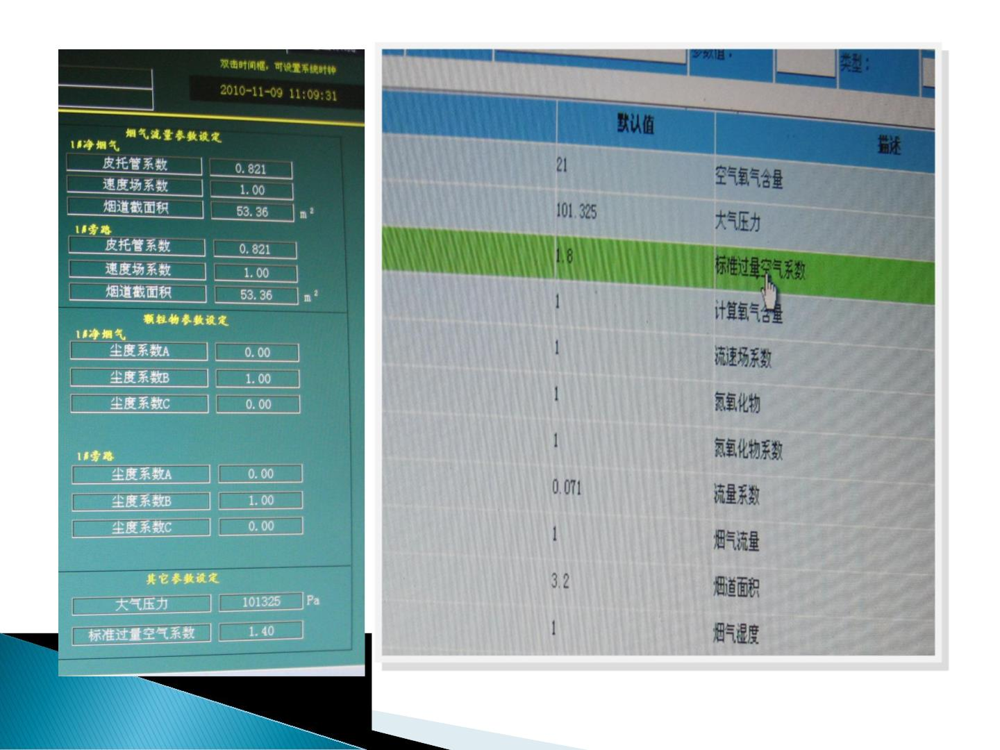 双击时间框，可设置系统时钟
2010-11-09 11:09:31
烟气流量参数设定
1#净烟气
皮托管系数 0.821
速度场系数 1.00
烟道截面积 53.36 m²
1#旁路
皮托管系数 0.821
速度场系数 1.00
烟道截面积 53.36 m²
颗粒物参数设定
1#净烟气
尘度系数A 0.00
尘度系数B 1.00
尘度系数C 0.00
1#旁路
尘度系数A 0.00
尘度系数B 1.00
尘度系数C 0.00
其它参数设定
大气压力 101325 Pa
标准过量空气系数 1.40
参数值：
类型：
默认值 描述
21 空气氧气含量
101.325 大气压力
1.8 标准过量空气系数
1 计算氧气含量
1 流速场系数
1 氮氧化物
1 氮氧化物系数
0.071 流量系数
1 烟气流量
3.2 烟道面积
1 烟气湿度